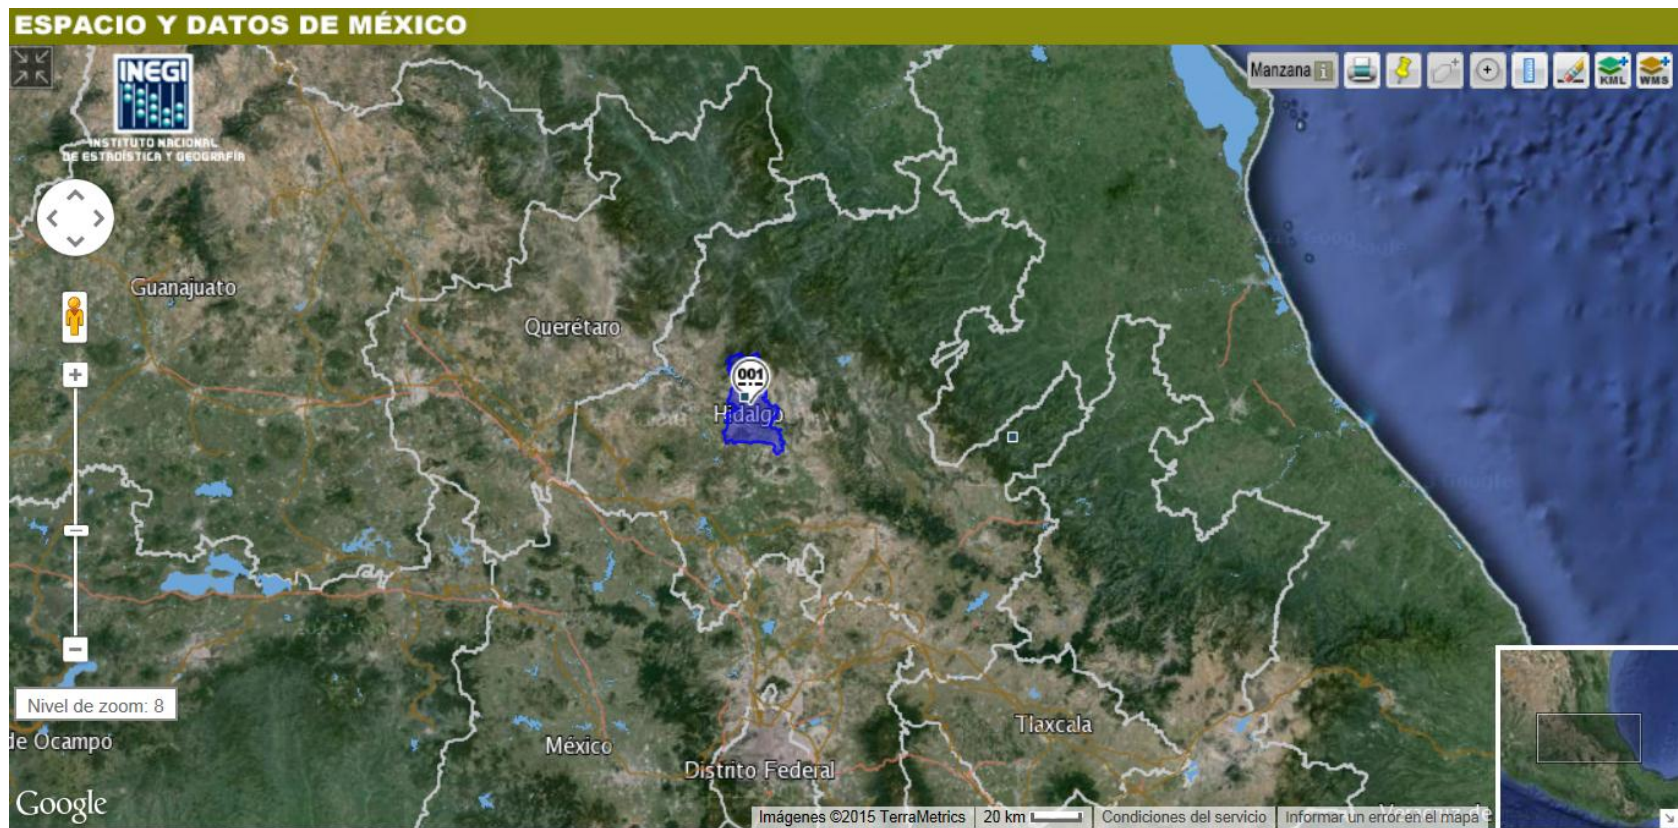 ESPACIO Y DATOS DE MÉXICO
INEGI
INSTITUTO NACIONAL
DE ESTADÍSTICA Y GEOGRAFÍA
Manzana i
KML
WMS
Guanajuato
Querétaro
001
Hidalgo
Nivel de zoom: 8
de Ocampo
México
Tlaxcala
Distrito Federal
Google
Imágenes ©2015 TerraMetrics
20 km
Condiciones del servicio
Informar un error en el mapa
Veracruz de